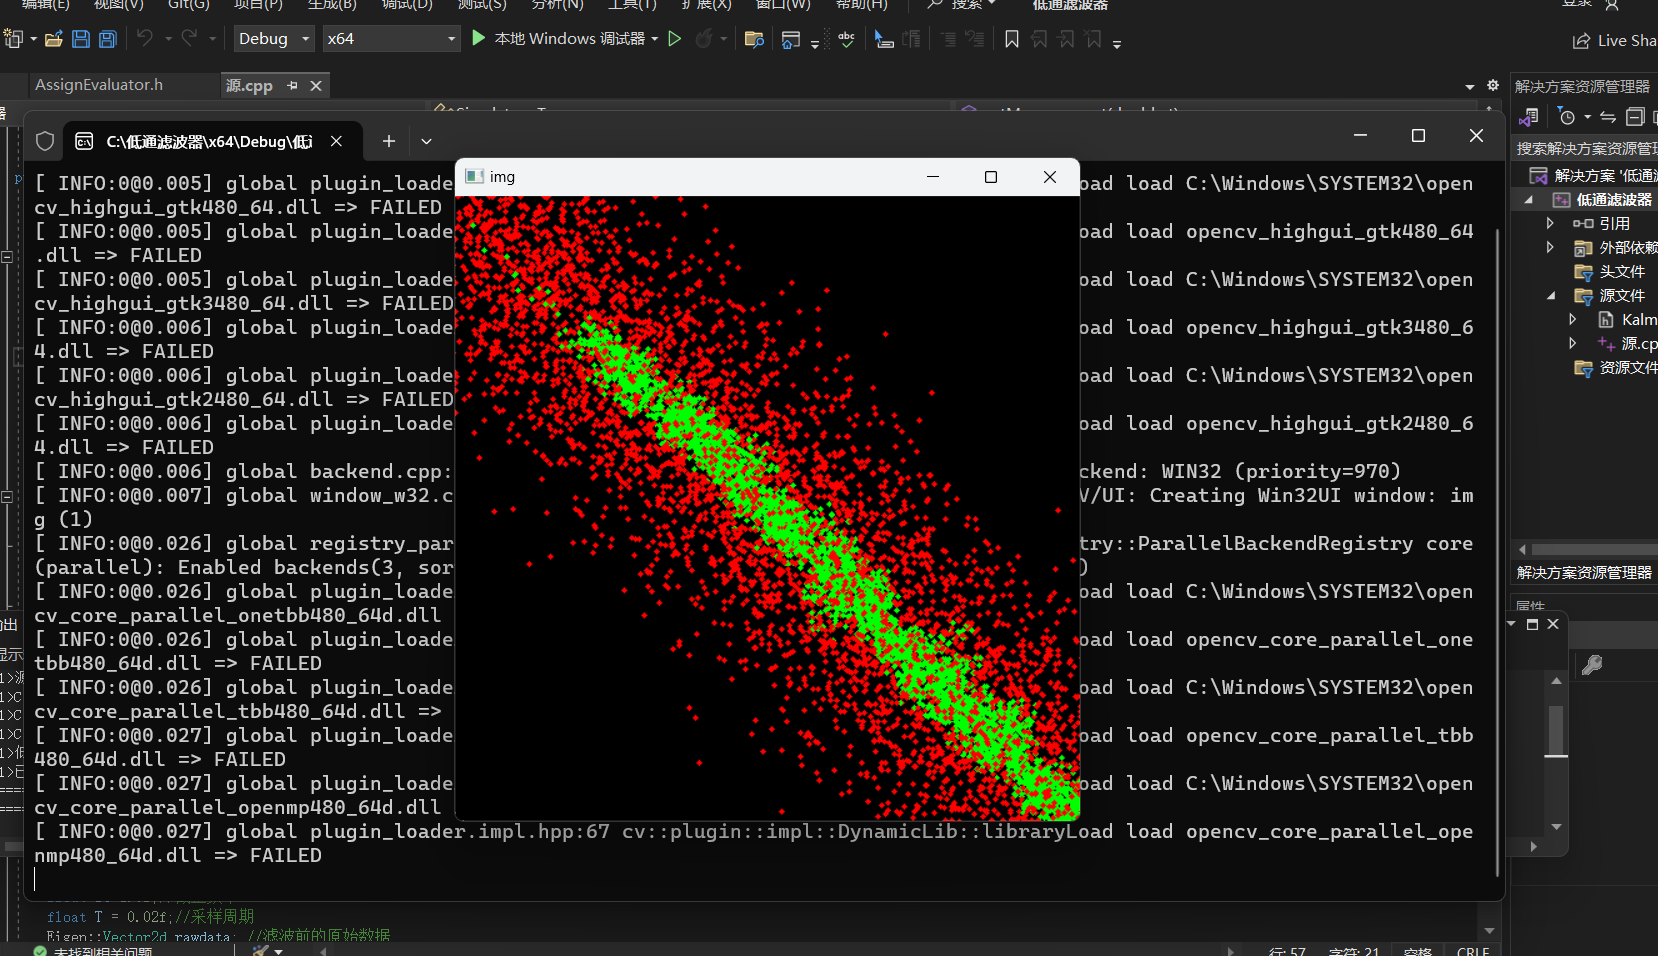 编辑(E) 视图(V) Git(G) 项目(P) 生成(B) 调试(D) 测试(S) 分析(N) 工具(T) 扩展(X) 窗口(W) 帮助(H) 搜索 低通滤波器 登录
Debug x64 本地 Windows 调试器 Live Sha
AssignEvaluator.h 源.cpp
解决方案资源管理器
C:\低通滤波器\x64\Debug\低通
搜索解决方案资源管理
解决方案 '低通滤
低通滤波器
引用
外部依赖
头文件
源文件
Kalm
源.cp
资源文件
解决方案资源管理器
属性
img
[ INFO:0@0.005] global plugin_loade oad load C:\Windows\SYSTEM32\open
cv_highgui_gtk480_64.dll => FAILED
[ INFO:0@0.005] global plugin_loade oad load opencv_highgui_gtk480_64
.dll => FAILED
[ INFO:0@0.005] global plugin_loade oad load C:\Windows\SYSTEM32\open
cv_highgui_gtk3480_64.dll => FAILED
[ INFO:0@0.006] global plugin_loade oad load opencv_highgui_gtk3480_6
4.dll => FAILED
[ INFO:0@0.006] global plugin_loade oad load C:\Windows\SYSTEM32\open
cv_highgui_gtk2480_64.dll => FAILED
[ INFO:0@0.006] global plugin_loade oad load opencv_highgui_gtk2480_6
4.dll => FAILED
[ INFO:0@0.006] global backend.cpp: ckend: WIN32 (priority=970)
[ INFO:0@0.007] global window_w32.c V/UI: Creating Win32UI window: im
g (1)
[ INFO:0@0.026] global registry_par try::ParallelBackendRegistry core
(parallel): Enabled backends(3, sor )
[ INFO:0@0.026] global plugin_loade oad load C:\Windows\SYSTEM32\open
cv_core_parallel_onetbb480_64d.dll
[ INFO:0@0.026] global plugin_loade oad load opencv_core_parallel_one
tbb480_64d.dll => FAILED
[ INFO:0@0.026] global plugin_loade oad load C:\Windows\SYSTEM32\open
cv_core_parallel_tbb480_64d.dll =>
[ INFO:0@0.027] global plugin_loade oad load opencv_core_parallel_tbb
480_64d.dll => FAILED
[ INFO:0@0.027] global plugin_loade oad load C:\Windows\SYSTEM32\open
cv_core_parallel_openmp480_64d.dll
[ INFO:0@0.027] global plugin_loader.impl.hpp:67 cv::plugin::impl::DynamicLib::libraryLoad load opencv_core_parallel_ope
nmp480_64d.dll => FAILED
float T = 0.02f;//采样周期
Eigen::Vector2d rawdata; //滤波前的原始数据
未找到相关问题 行: 57 字符: 21 空格 CRLF